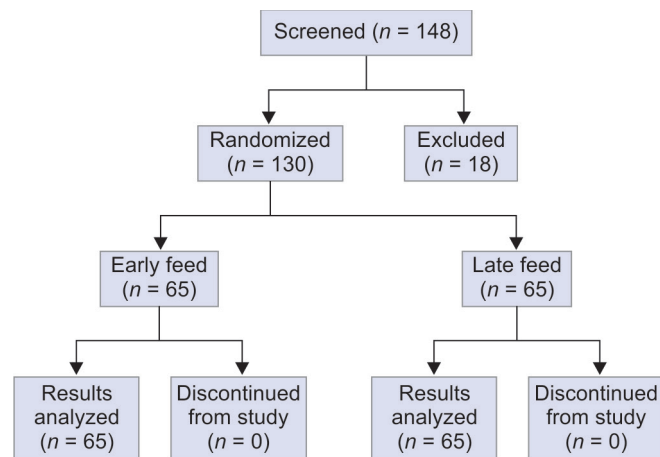 Screened (n = 148)
Randomized
(n = 130)
Excluded
(n = 18)
Early feed
(n = 65)
Late feed
(n = 65)
Results
analyzed
(n = 65)
Discontinued
from study
(n = 0)
Results
analyzed
(n = 65)
Discontinued
from study
(n = 0)